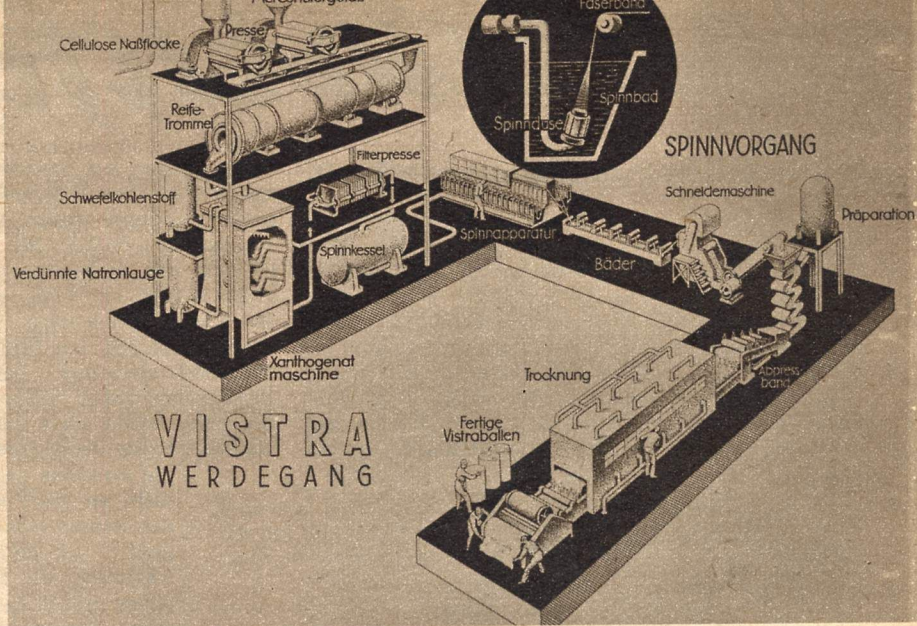 Cellulose Naßflocke
Presse
Faserband
Spinnbad
Spinndüse
SPINNVORGANG
Reife-
Trommel
Filterpresse
Schwefelkohlenstoff
Spinnkessel
Spinnapparatur
Bäder
Schneidemaschine
Präparation
Verdünnte Natronlauge
Xanthogenat
maschine
Trocknung
Abpress-
band
Fertige
Vistraballen
VISTRA
WERDEGANG